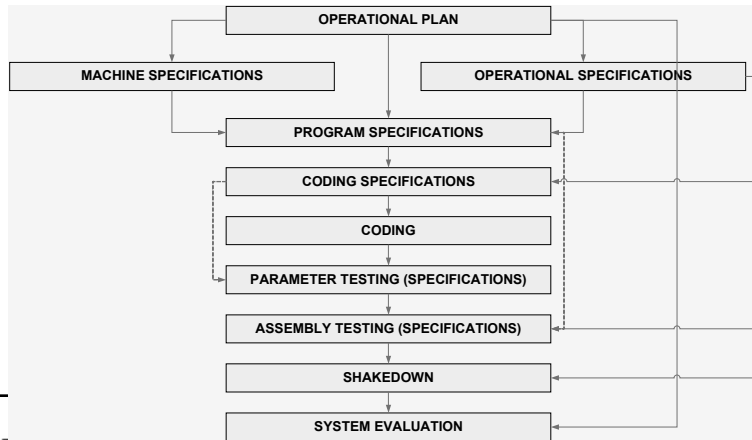 OPERATIONAL PLAN
MACHINE SPECIFICATIONS
OPERATIONAL SPECIFICATIONS
PROGRAM SPECIFICATIONS
CODING SPECIFICATIONS
CODING
PARAMETER TESTING (SPECIFICATIONS)
ASSEMBLY TESTING (SPECIFICATIONS)
SHAKEDOWN
SYSTEM EVALUATION